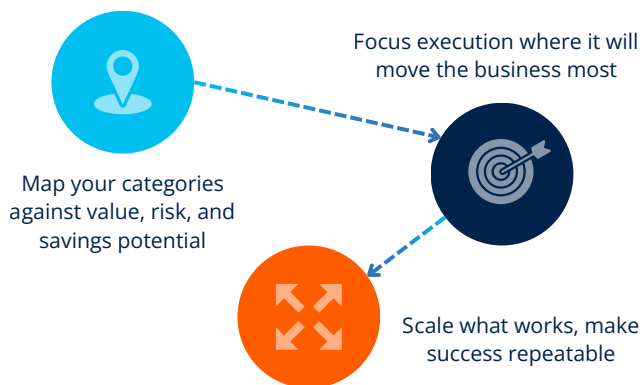 Map your categories
against value, risk, and
savings potential
Focus execution where it will
move the business most
Scale what works, make
success repeatable